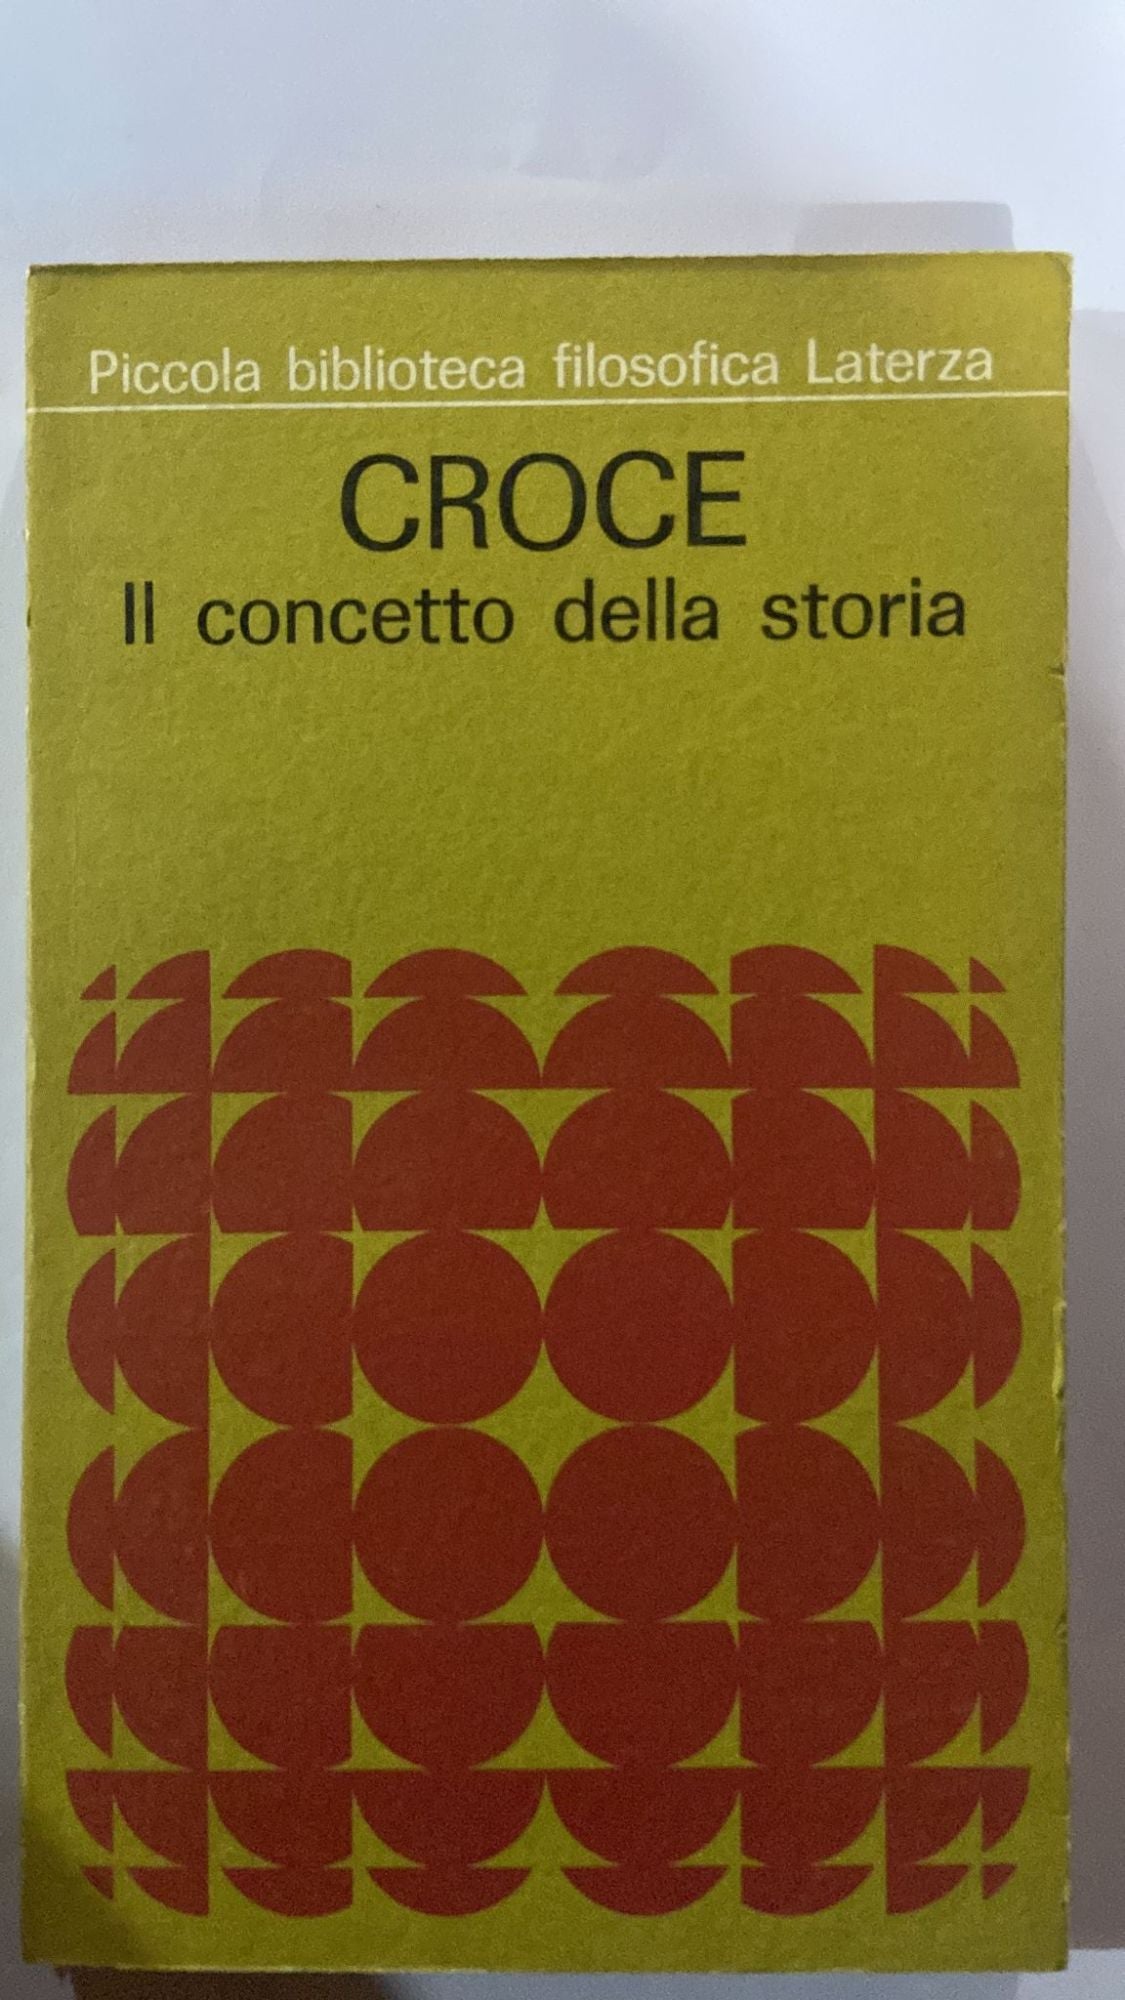 Piccola biblioteca filosofica Laterza
CROCE
Il concetto della storia